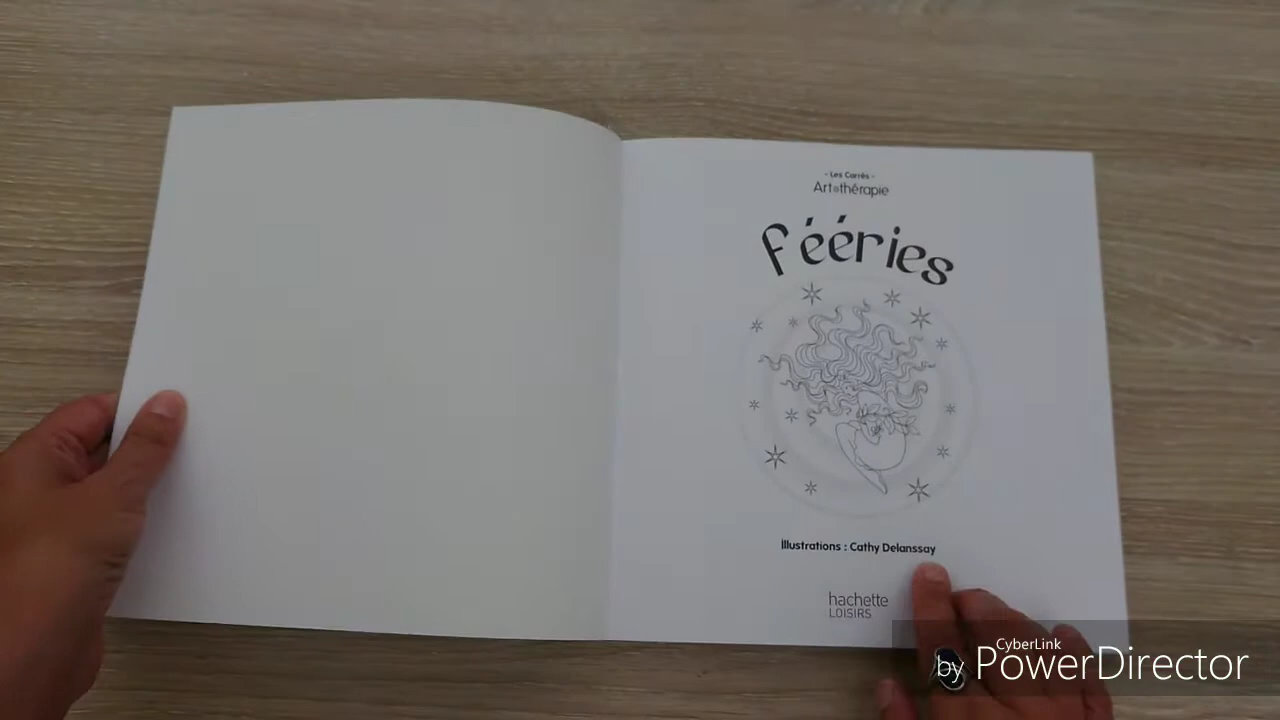 - Les Carrés -
Art thérapie
féeries
Illustrations : Cathy Delanssay
hachette
LOISIRS
CyberLink
by PowerDirector